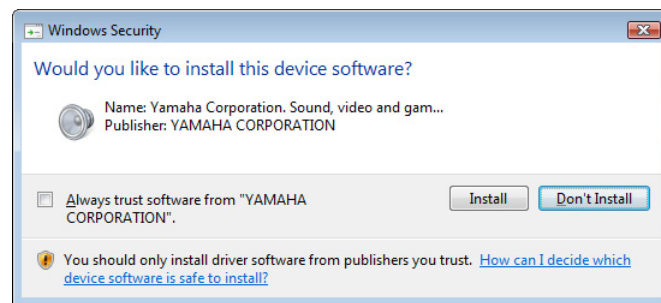 Windows Security
Would you like to install this device software?
Name: Yamaha Corporation. Sound, video and gam...
Publisher: YAMAHA CORPORATION
Always trust software from "YAMAHA
CORPORATION".
Install
Don't Install
You should only install driver software from publishers you trust. How can I decide which
device software is safe to install?